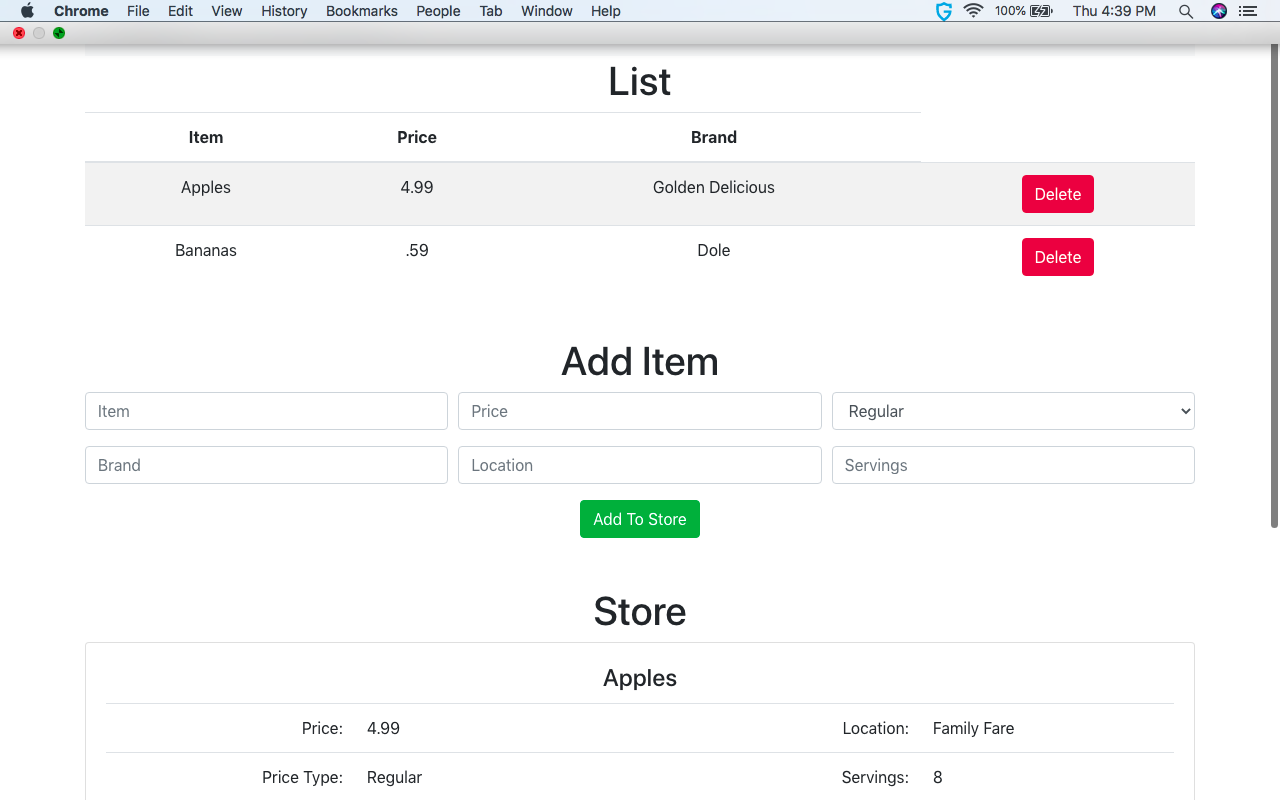 Chrome File Edit View History Bookmarks People Tab Window Help 100% Thu 4:39 PM
List
Item Price Brand
Apples 4.99 Golden Delicious Delete
Bananas .59 Dole Delete
Add Item
Item Price Regular
Brand Location Servings
Add To Store
Store
Apples
Price: 4.99 Location: Family Fare
Price Type: Regular Servings: 8